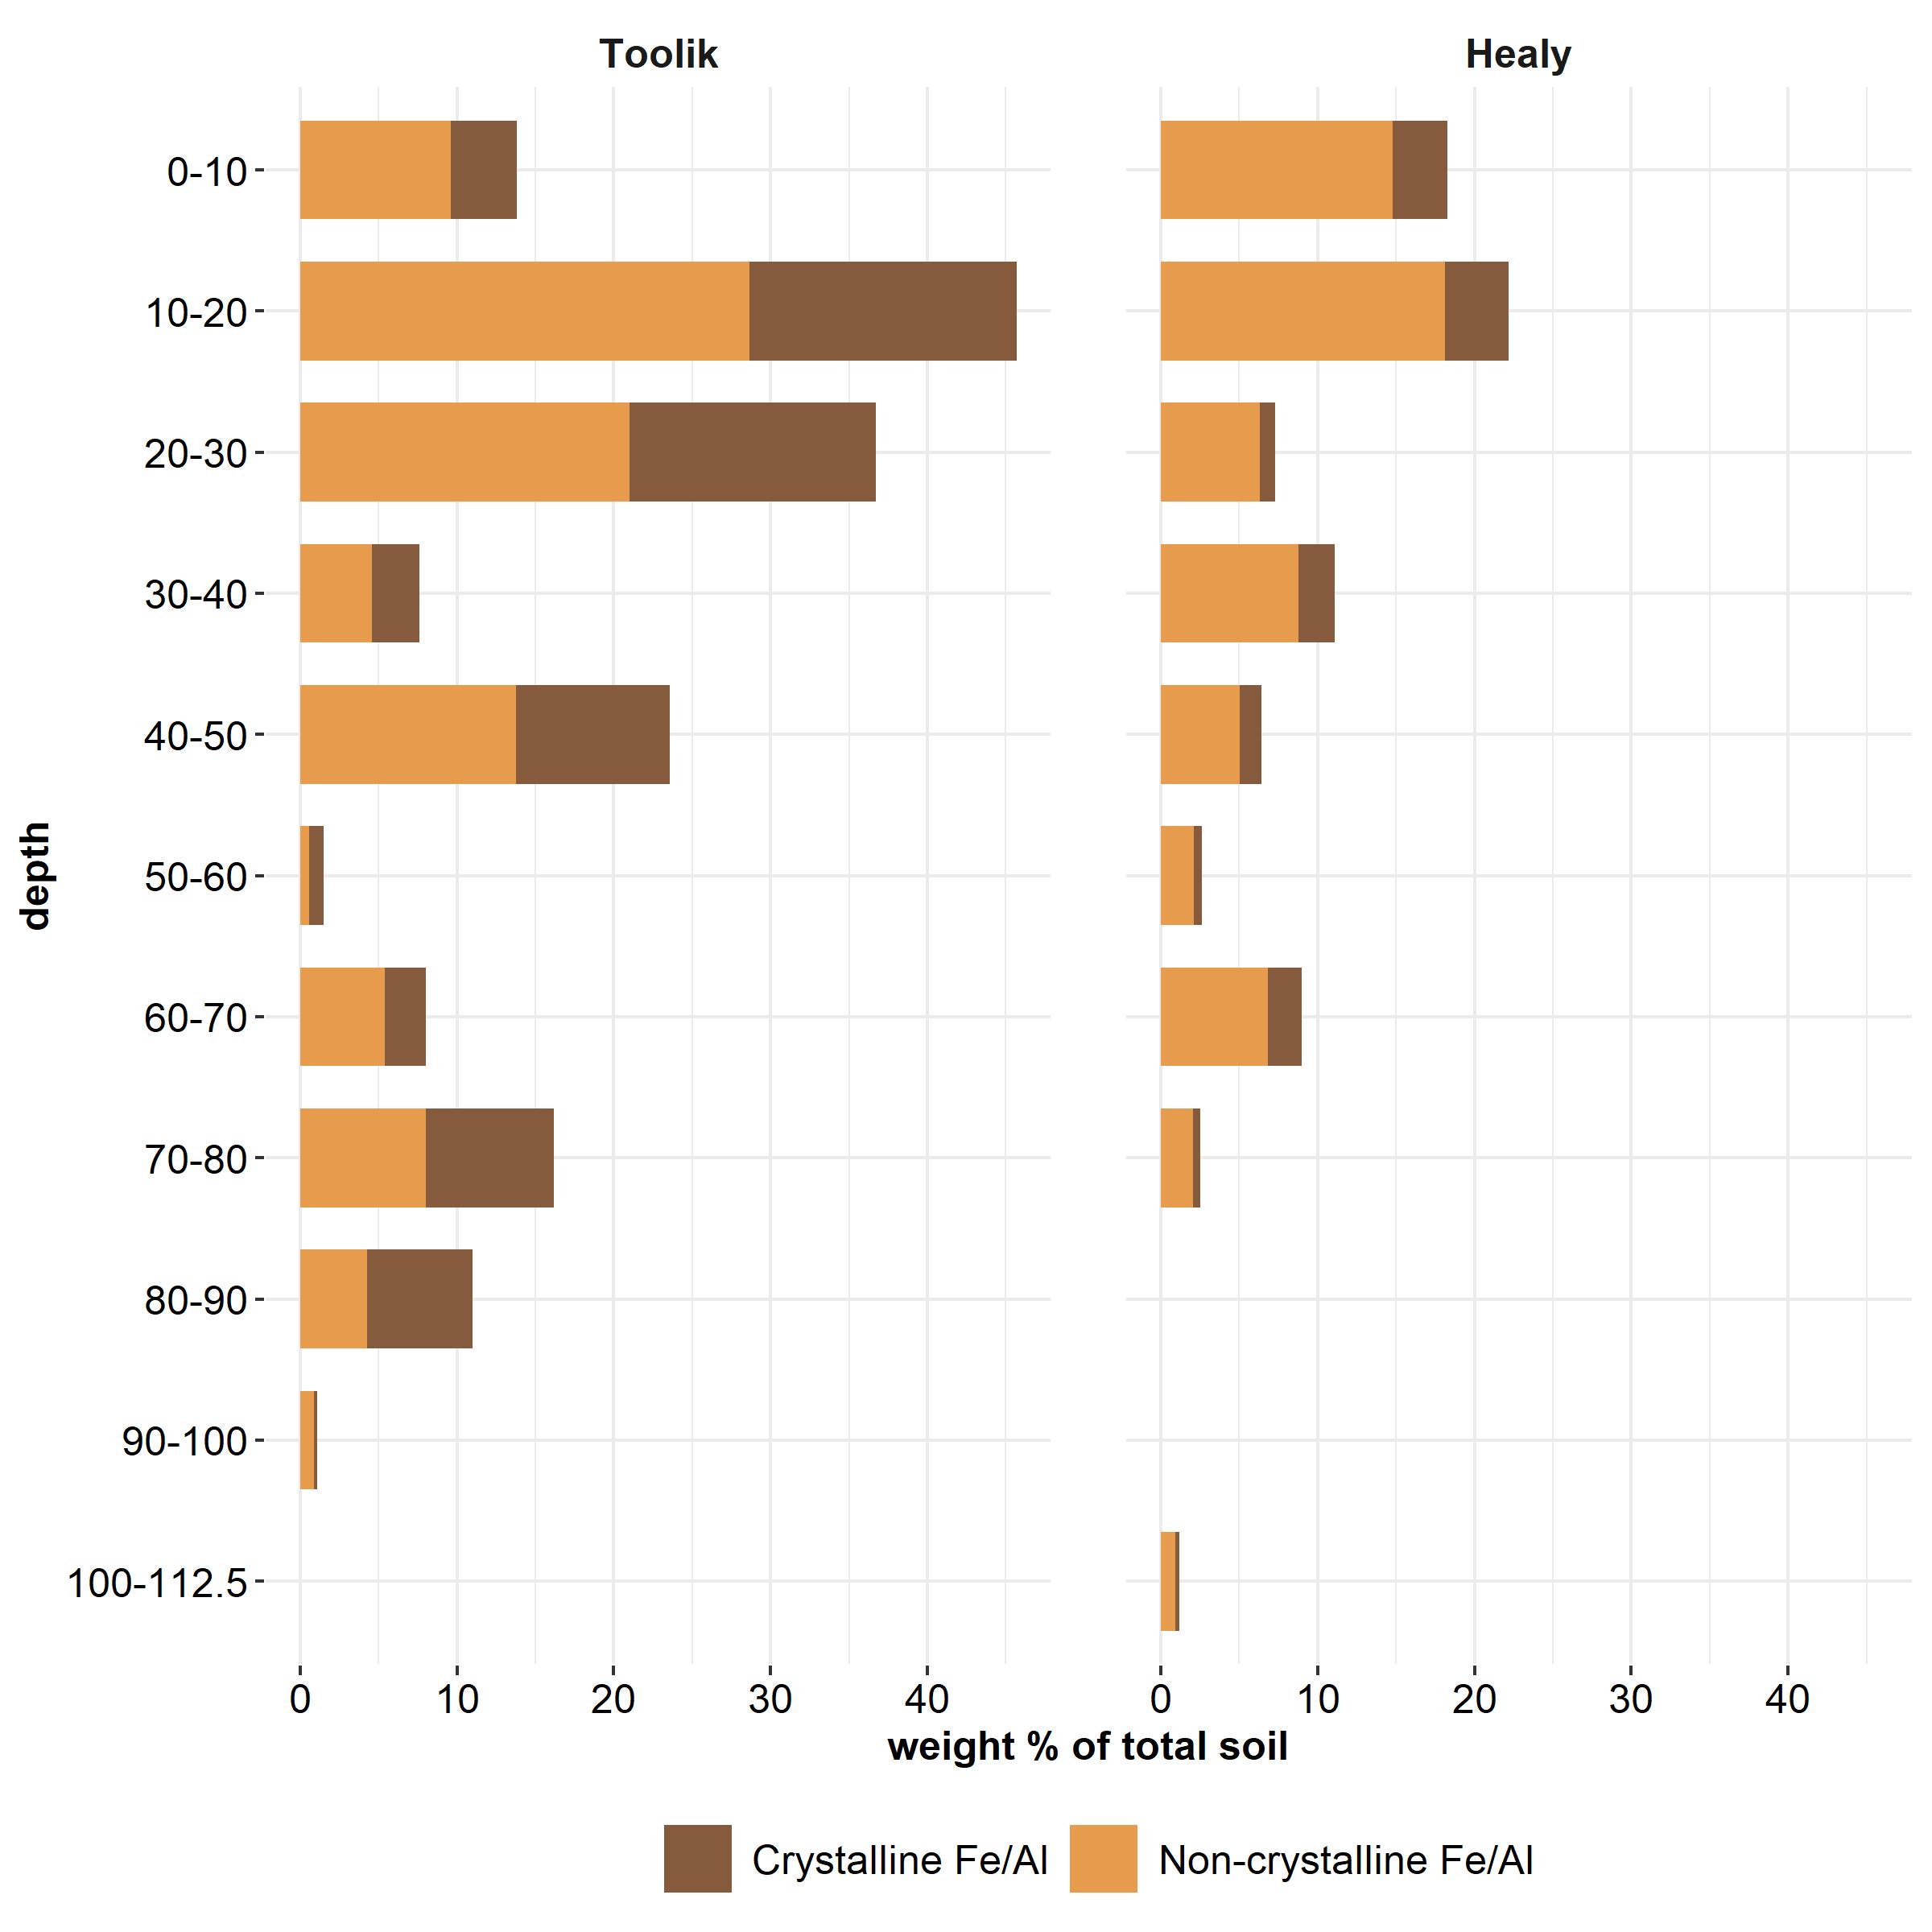 Toolik Healy
0-10
10-20
20-30
30-40
40-50
50-60
60-70
70-80
80-90
90-100
100-112.5
depth
0 10 20 30 40 0 10 20 30 40
weight % of total soil
Crystalline Fe/Al Non-crystalline Fe/Al